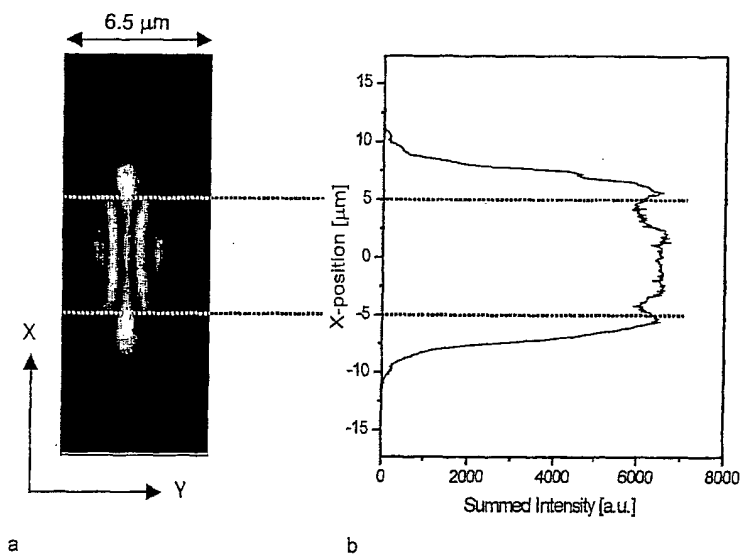 6.5 μm
X
Y
a
15
10
5
0
-5
-10
-15
X-position [μm]
0 2000 4000 6000 8000
Summed Intensity [a.u.]
b